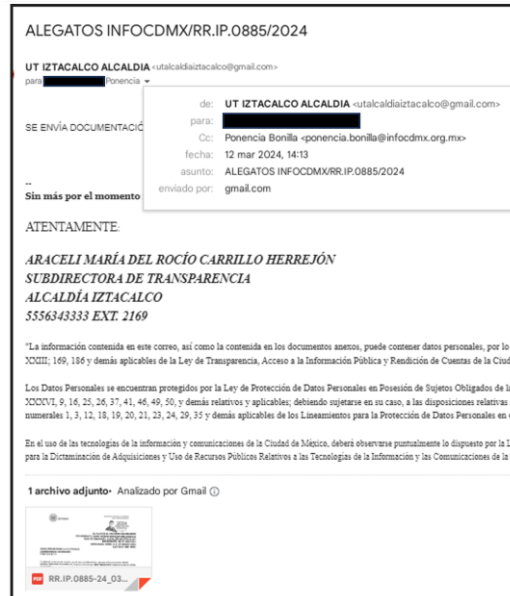 ALEGATOS INFOCDMX/RR.IP.0885/2024
UT IZTACALCO ALCALDIA <utalcaldiaiztacalco@gmail.com>
para Ponencia
de: UT IZTACALCO ALCALDIA <utalcaldiaiztacalco@gmail.com>
para:
SE ENVÍA DOCUMENTACIÓ
Cc: Ponencia Bonilla <ponencia.bonilla@infocdmx.org.mx>
fecha: 12 mar 2024, 14:13
asunto: ALEGATOS INFOCDMX/RR.IP.0885/2024
enviado por: gmail.com
--
Sin más por el momento
ATENTAMENTE:
ARACELI MARÍA DEL ROCÍO CARRILLO HERREJÓN
SUBDIRECTORA DE TRANSPARENCIA
ALCALDÍA IZTACALCO
5556343333 EXT. 2169
"La información contenida en este correo, así como la contenida en los documentos anexos, puede contener datos personales, por lo
XXIII; 169, 186 y demás aplicables de la Ley de Transparencia, Acceso a la Información Pública y Rendición de Cuentas de la Ciud
Los Datos Personales se encuentran protegidos por la Ley de Protección de Datos Personales en Posesión de Sujetos Obligados de la
XXXVI, 9, 16, 25, 26, 37, 41, 46, 49, 50, y demás relativos y aplicables; debiendo sujetarse en su caso, a las disposiciones relativas
numerales 1, 3, 12, 18, 19, 20, 21, 23, 24, 29, 35 y demás aplicables de los Lineamientos para la Protección de Datos Personales en
En el uso de las tecnologías de la información y comunicaciones de la Ciudad de México, deberá observarse puntualmente lo dispuesto por la L
para la Dictaminación de Adquisiciones y Uso de Recursos Públicos Relativos a las Tecnologías de la Información y las Comunicaciones de la
1 archivo adjunto • Analizado por Gmail
PDF RR.IP.0885-24_03...